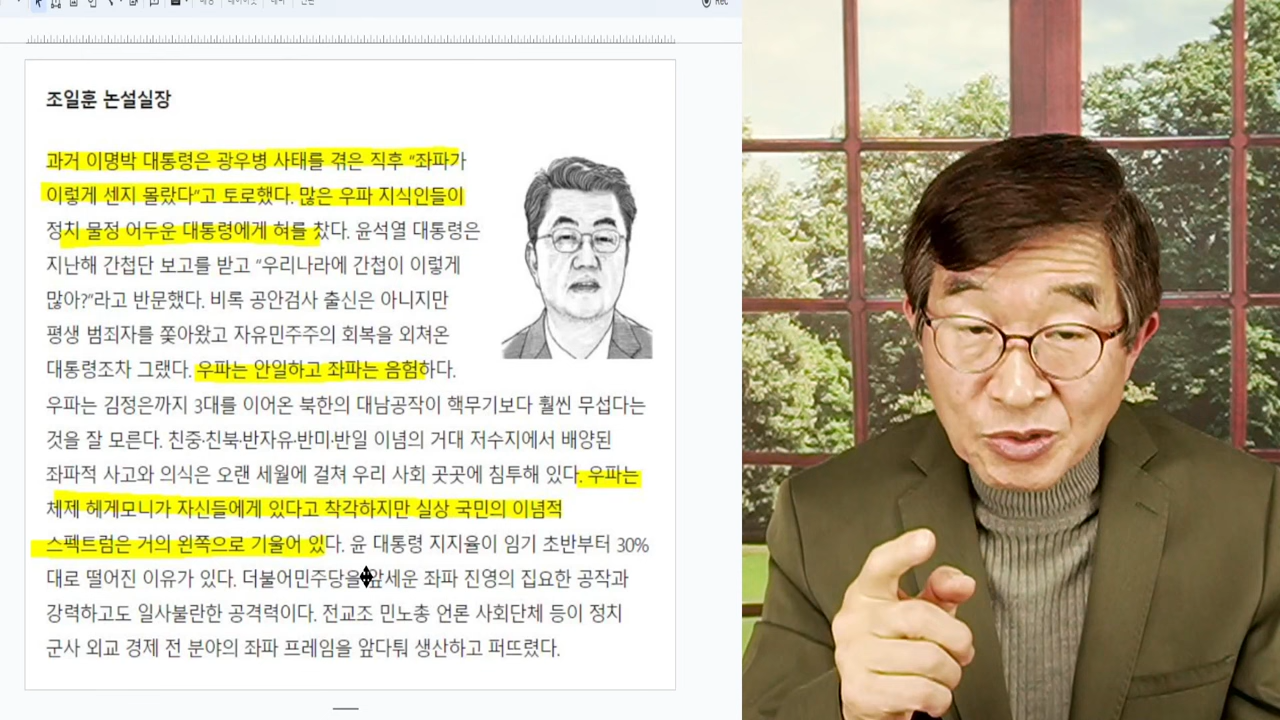 Rec
조일훈 논설실장
과거 이명박 대통령은 광우병 사태를 겪은 직후 “좌파가
이렇게 센지 몰랐다”고 토로했다. 많은 우파 지식인들이
정치 물정 어두운 대통령에게 혀를 찼다. 윤석열 대통령은
지난해 간첩단 보고를 받고 “우리나라에 간첩이 이렇게
많아?”라고 반문했다. 비록 공안검사 출신은 아니지만
평생 범죄자를 쫓아왔고 자유민주주의 회복을 외쳐온
대통령조차 그랬다. 우파는 안일하고 좌파는 음험하다.
우파는 김정은까지 3대를 이어온 북한의 대남공작이 핵무기보다 훨씬 무섭다는
것을 잘 모른다. 친중·친북·반자유·반미·반일 이념의 거대 저수지에서 배양된
좌파적 사고와 의식은 오랜 세월에 걸쳐 우리 사회 곳곳에 침투해 있다. 우파는
체제 헤게모니가 자신들에게 있다고 착각하지만 실상 국민의 이념적
스펙트럼은 거의 왼쪽으로 기울어 있다. 윤 대통령 지지율이 임기 초반부터 30%
대로 떨어진 이유가 있다. 더불어민주당을 앞세운 좌파 진영의 집요한 공작과
강력하고도 일사불란한 공격력이다. 전교조 민노총 언론 사회단체 등이 정치
군사 외교 경제 전 분야의 좌파 프레임을 앞다퉈 생산하고 퍼뜨렸다.